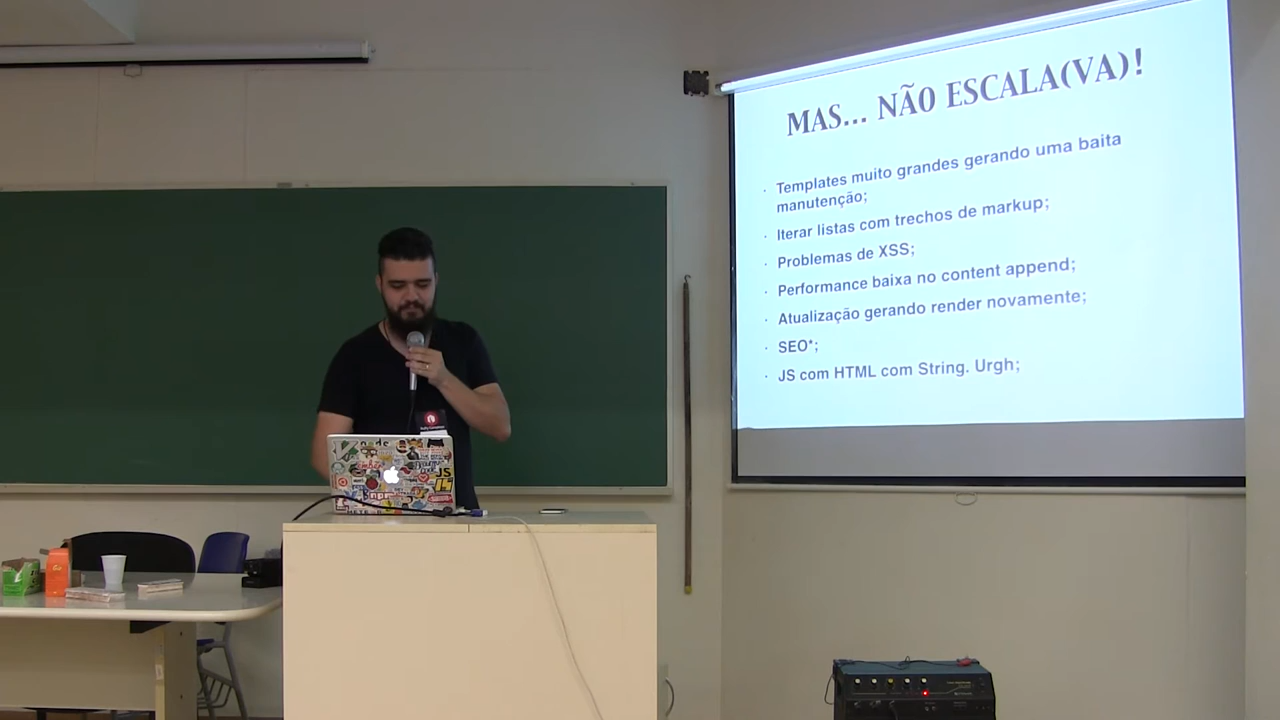 MAS... NÃO ESCALA(VA)!
· Templates muito grandes gerando uma baita
manutenção;
· Iterar listas com trechos de markup;
· Problemas de XSS;
· Performance baixa no content append;
· Atualização gerando render novamente;
· SEO*;
· JS com HTML com String. Urgh;
JS